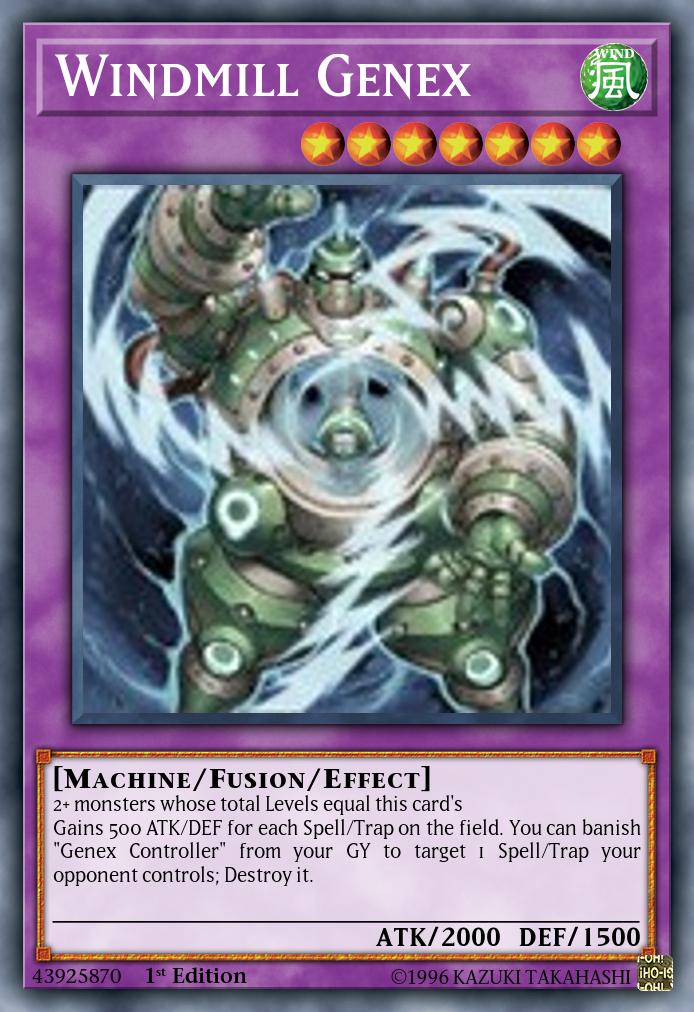 Windmill Genex
WIND
風
[Machine/Fusion/Effect]
2+ monsters whose total Levels equal this card's
Gains 500 ATK/DEF for each Spell/Trap on the field. You can banish
"Genex Controller" from your GY to target 1 Spell/Trap your
opponent controls; Destroy it.
ATK/2000 DEF/1500
43925870 1st Edition ©1996 KAZUKI TAKAHASHI